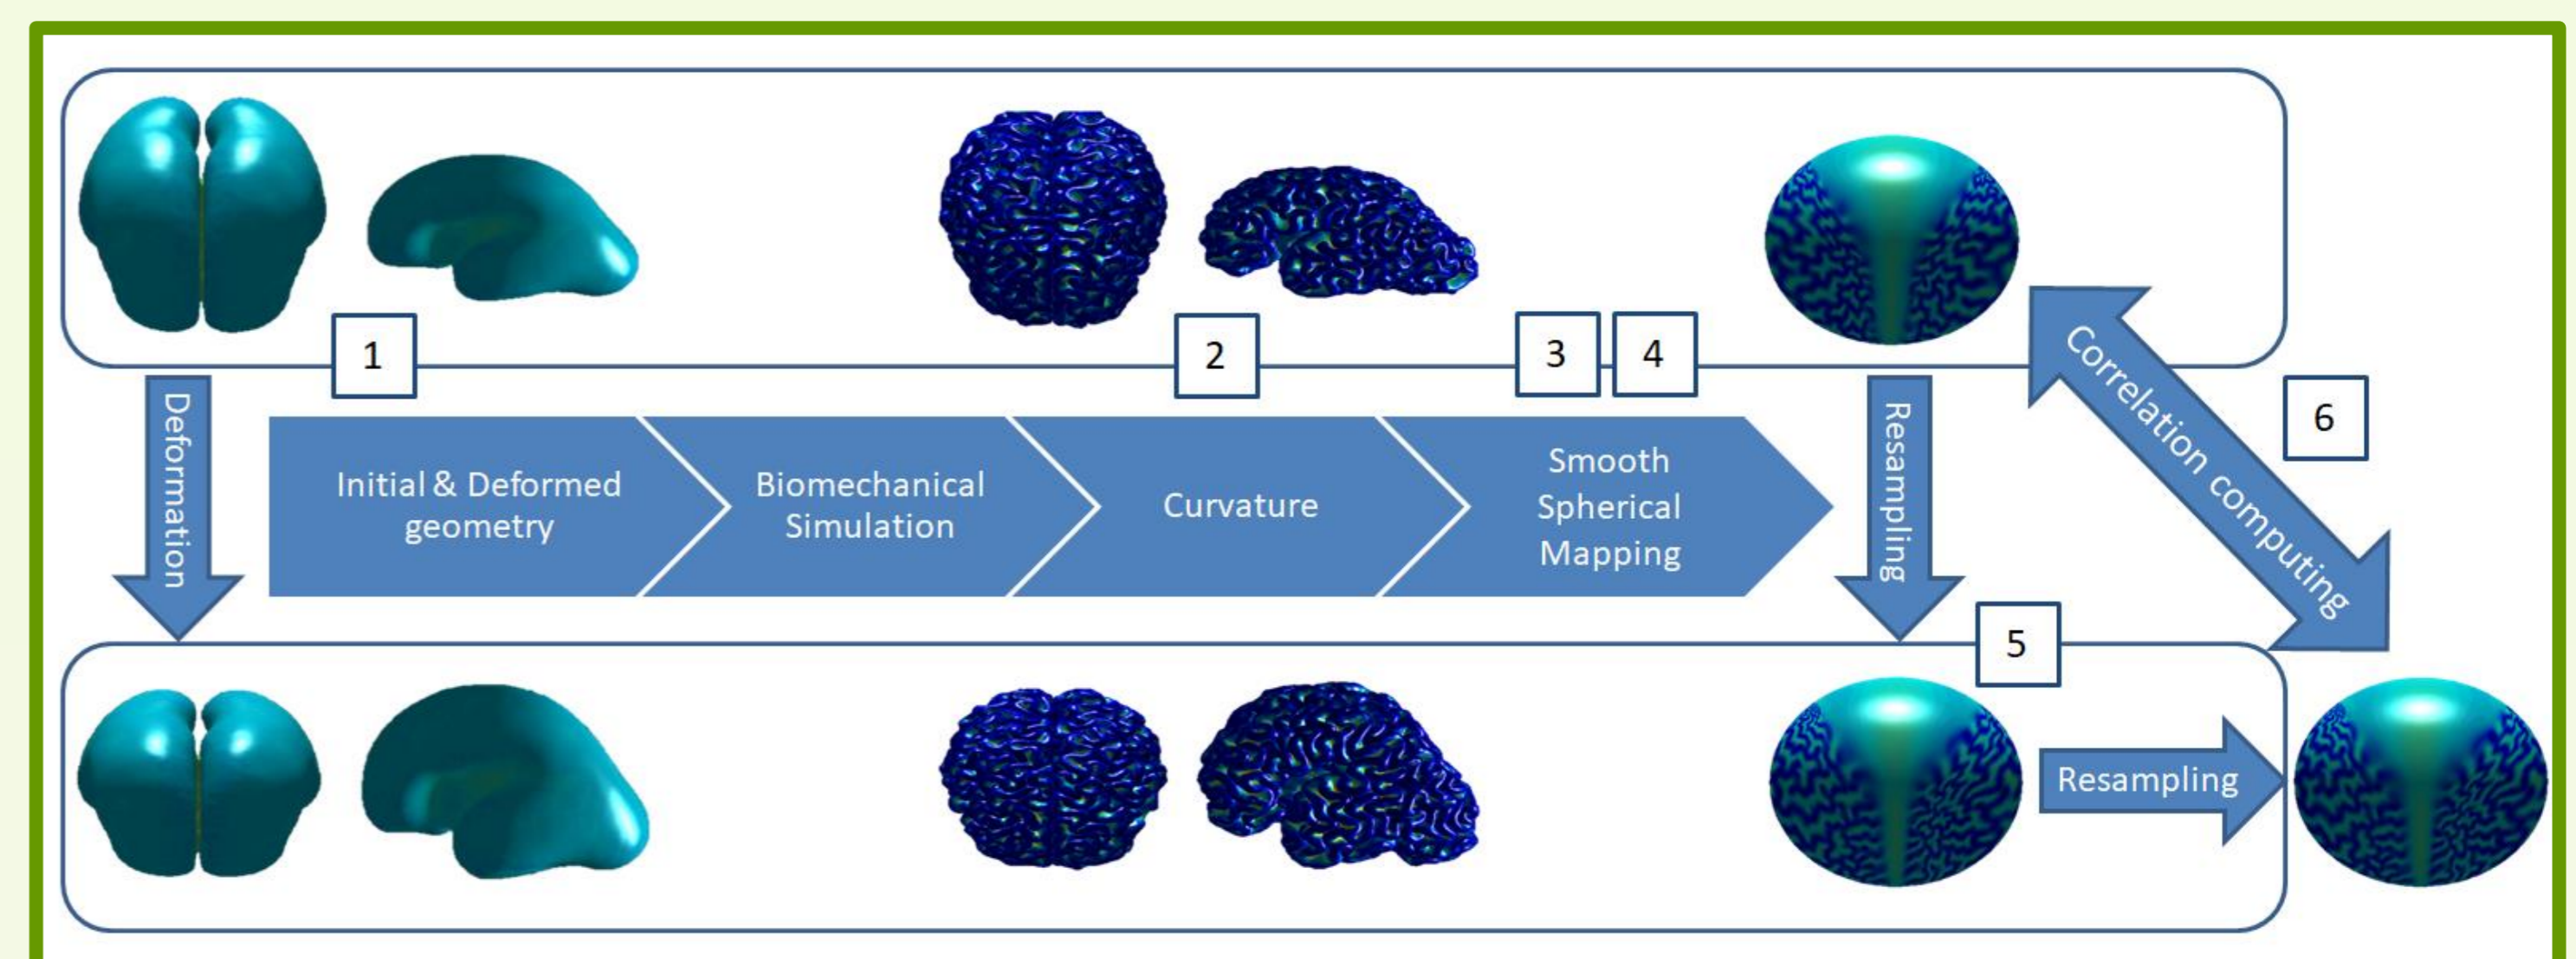 1
2
3
4
Deformation
Initial & Deformed
geometry
Biomechanical
Simulation
Curvature
Smooth
Spherical
Mapping
Resampling
Correlation computing
6
5
Resampling